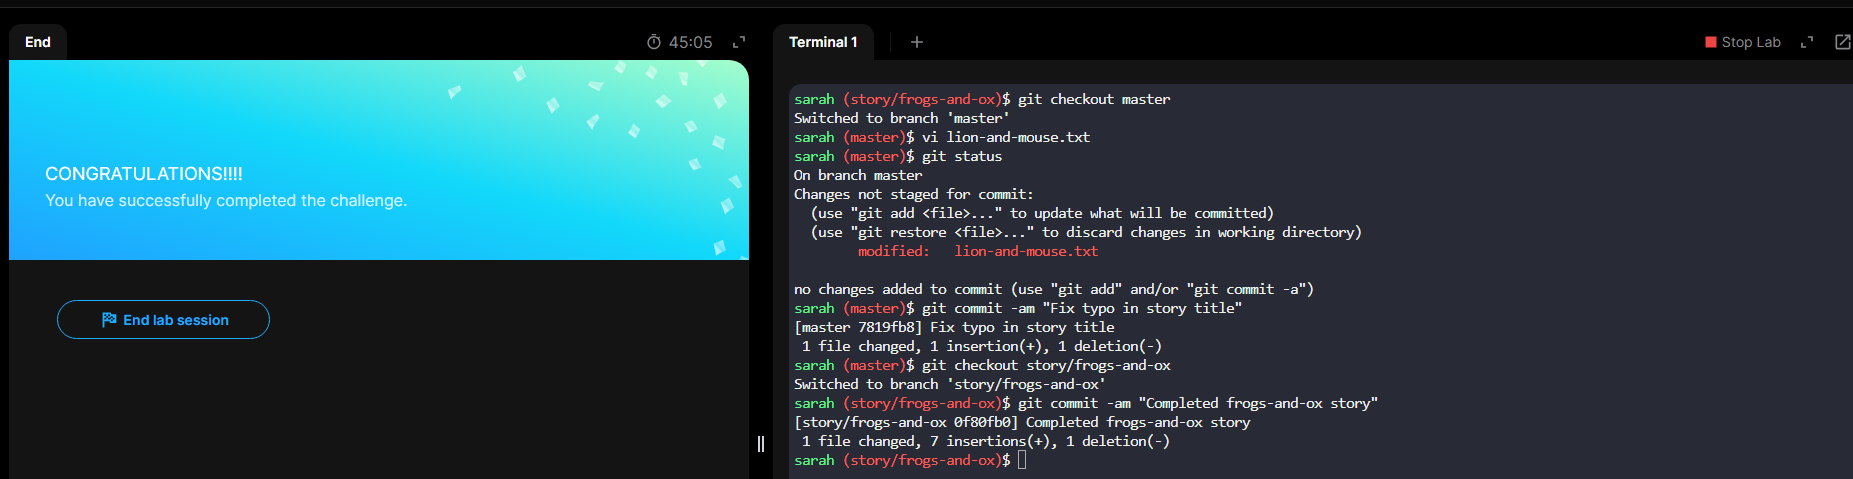 End
45:05
CONGRATULATIONS!!!!
You have successfully completed the challenge.
End lab session
Terminal 1
+
Stop Lab
sarah (story/frogs-and-ox)$ git checkout master
Switched to branch 'master'
sarah (master)$ vi lion-and-mouse.txt
sarah (master)$ git status
On branch master
Changes not staged for commit:
  (use "git add <file>..." to update what will be committed)
  (use "git restore <file>..." to discard changes in working directory)
        modified:   lion-and-mouse.txt

no changes added to commit (use "git add" and/or "git commit -a")
sarah (master)$ git commit -am "Fix typo in story title"
[master 7819fb8] Fix typo in story title
 1 file changed, 1 insertion(+), 1 deletion(-)
sarah (master)$ git checkout story/frogs-and-ox
Switched to branch 'story/frogs-and-ox'
sarah (story/frogs-and-ox)$ git commit -am "Completed frogs-and-ox story"
[story/frogs-and-ox 0f80fb0] Completed frogs-and-ox story
 1 file changed, 7 insertions(+), 1 deletion(-)
sarah (story/frogs-and-ox)$